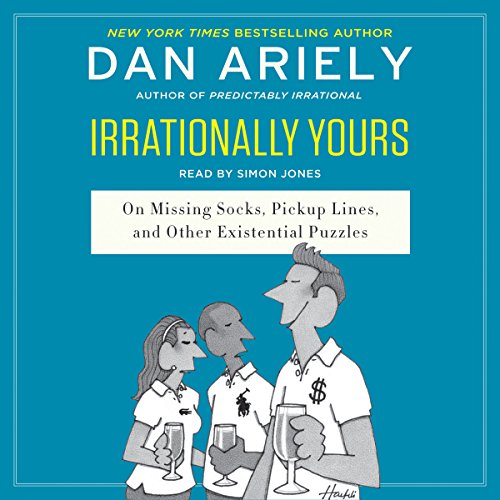 NEW YORK TIMES BESTSELLING AUTHOR
DAN ARIELY
AUTHOR OF PREDICTABLY IRRATIONAL
IRRATIONALLY YOURS
READ BY SIMON JONES
On Missing Socks, Pickup Lines,
and Other Existential Puzzles
$
Haefeli